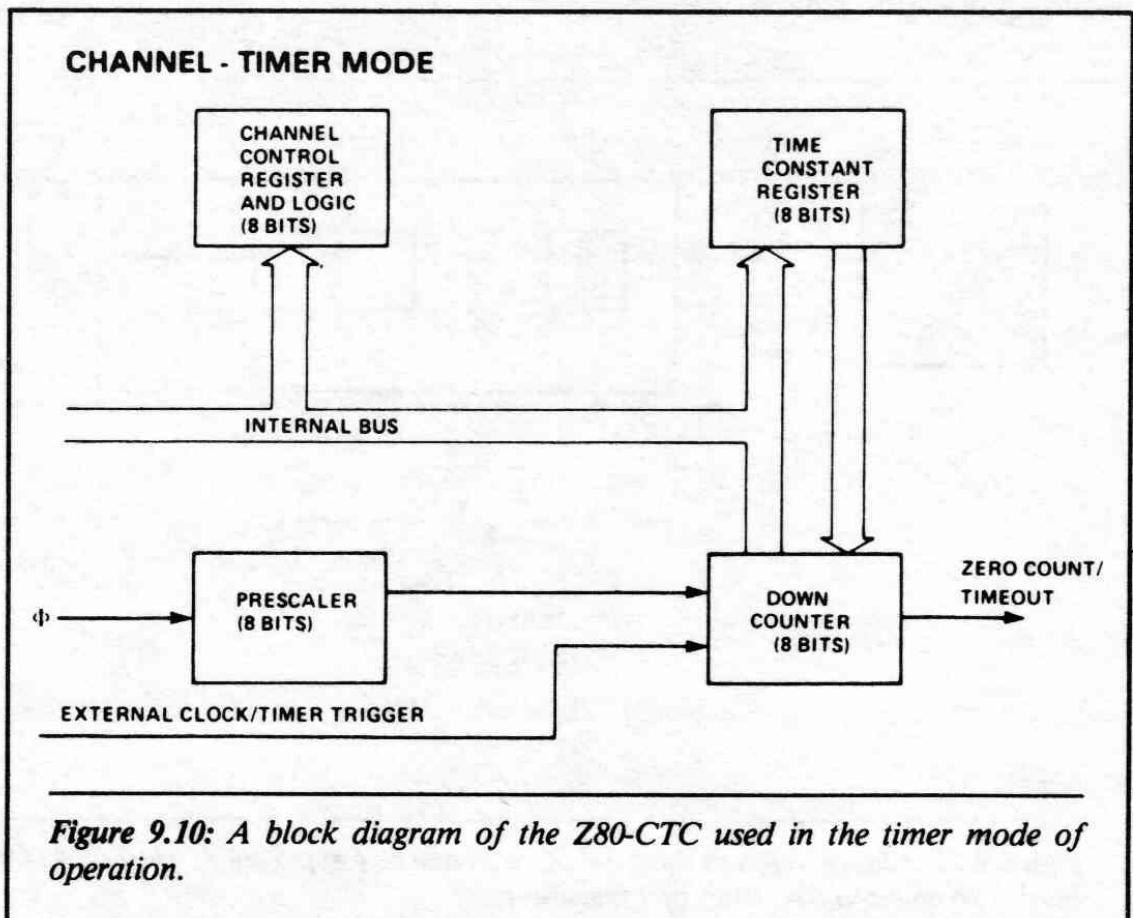 CHANNEL - TIMER MODE
CHANNEL
CONTROL
REGISTER
AND LOGIC
(8 BITS)
TIME
CONSTANT
REGISTER
(8 BITS)
INTERNAL BUS
Φ
PRESCALER
(8 BITS)
DOWN
COUNTER
(8 BITS)
ZERO COUNT/
TIMEOUT
EXTERNAL CLOCK/TIMER TRIGGER
Figure 9.10: A block diagram of the Z80-CTC used in the timer mode of
operation.